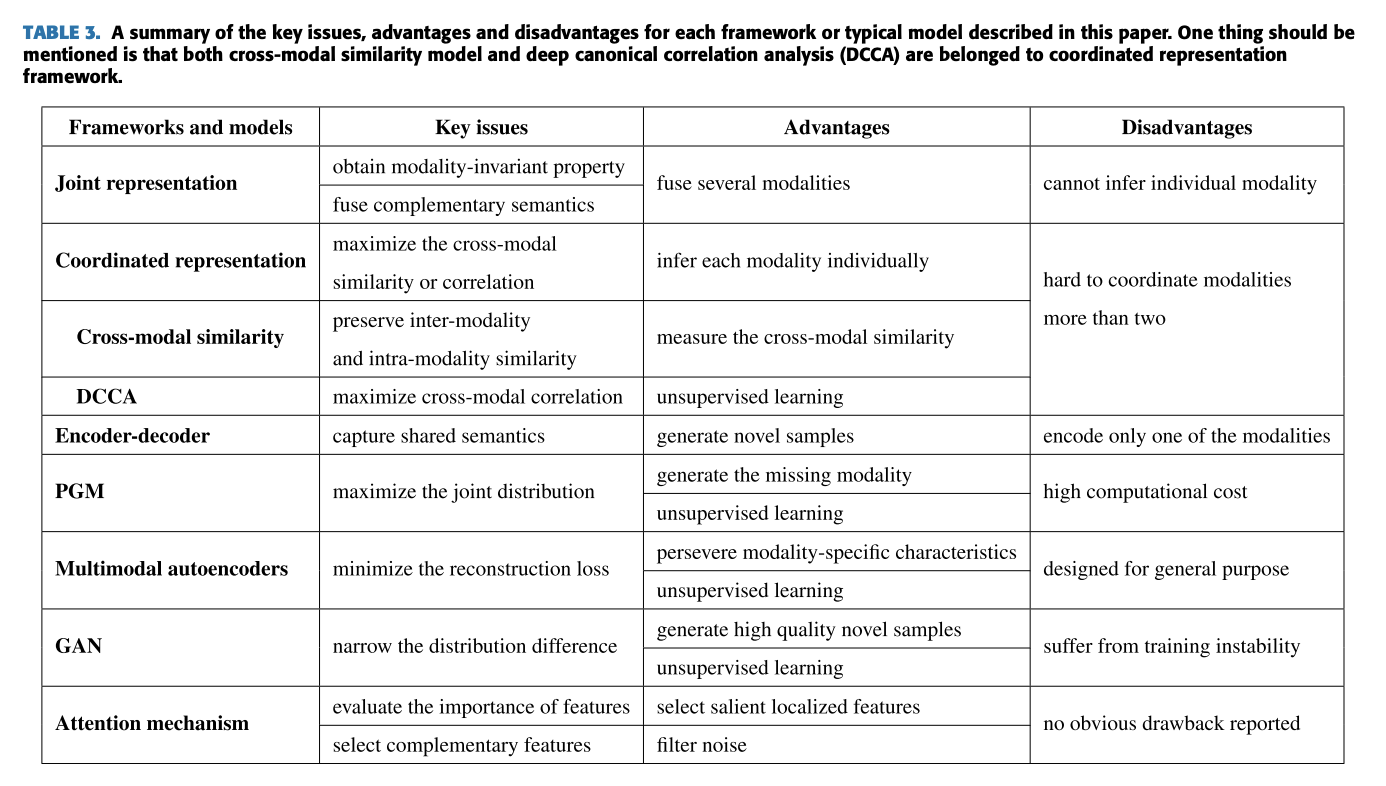 TABLE 3. A summary of the key issues, advantages and disadvantages for each framework or typical model described in this paper. One thing should be
mentioned is that both cross-modal similarity model and deep canonical correlation analysis (DCCA) are belonged to coordinated representation
framework.
Frameworks and models Key issues Advantages Disadvantages
Joint representation
obtain modality-invariant property
fuse complementary semantics
fuse several modalities
cannot infer individual modality
Coordinated representation
maximize the cross-modal
similarity or correlation
infer each modality individually
hard to coordinate modalities
more than two
Cross-modal similarity
preserve inter-modality
and intra-modality similarity
measure the cross-modal similarity
DCCA maximize cross-modal correlation unsupervised learning
Encoder-decoder capture shared semantics generate novel samples encode only one of the modalities
PGM
maximize the joint distribution
generate the missing modality
unsupervised learning
high computational cost
Multimodal autoencoders
minimize the reconstruction loss
persevere modality-specific characteristics
unsupervised learning
designed for general purpose
GAN
narrow the distribution difference
generate high quality novel samples
unsupervised learning
suffer from training instability
Attention mechanism
evaluate the importance of features
select complementary features
select salient localized features
filter noise
no obvious drawback reported